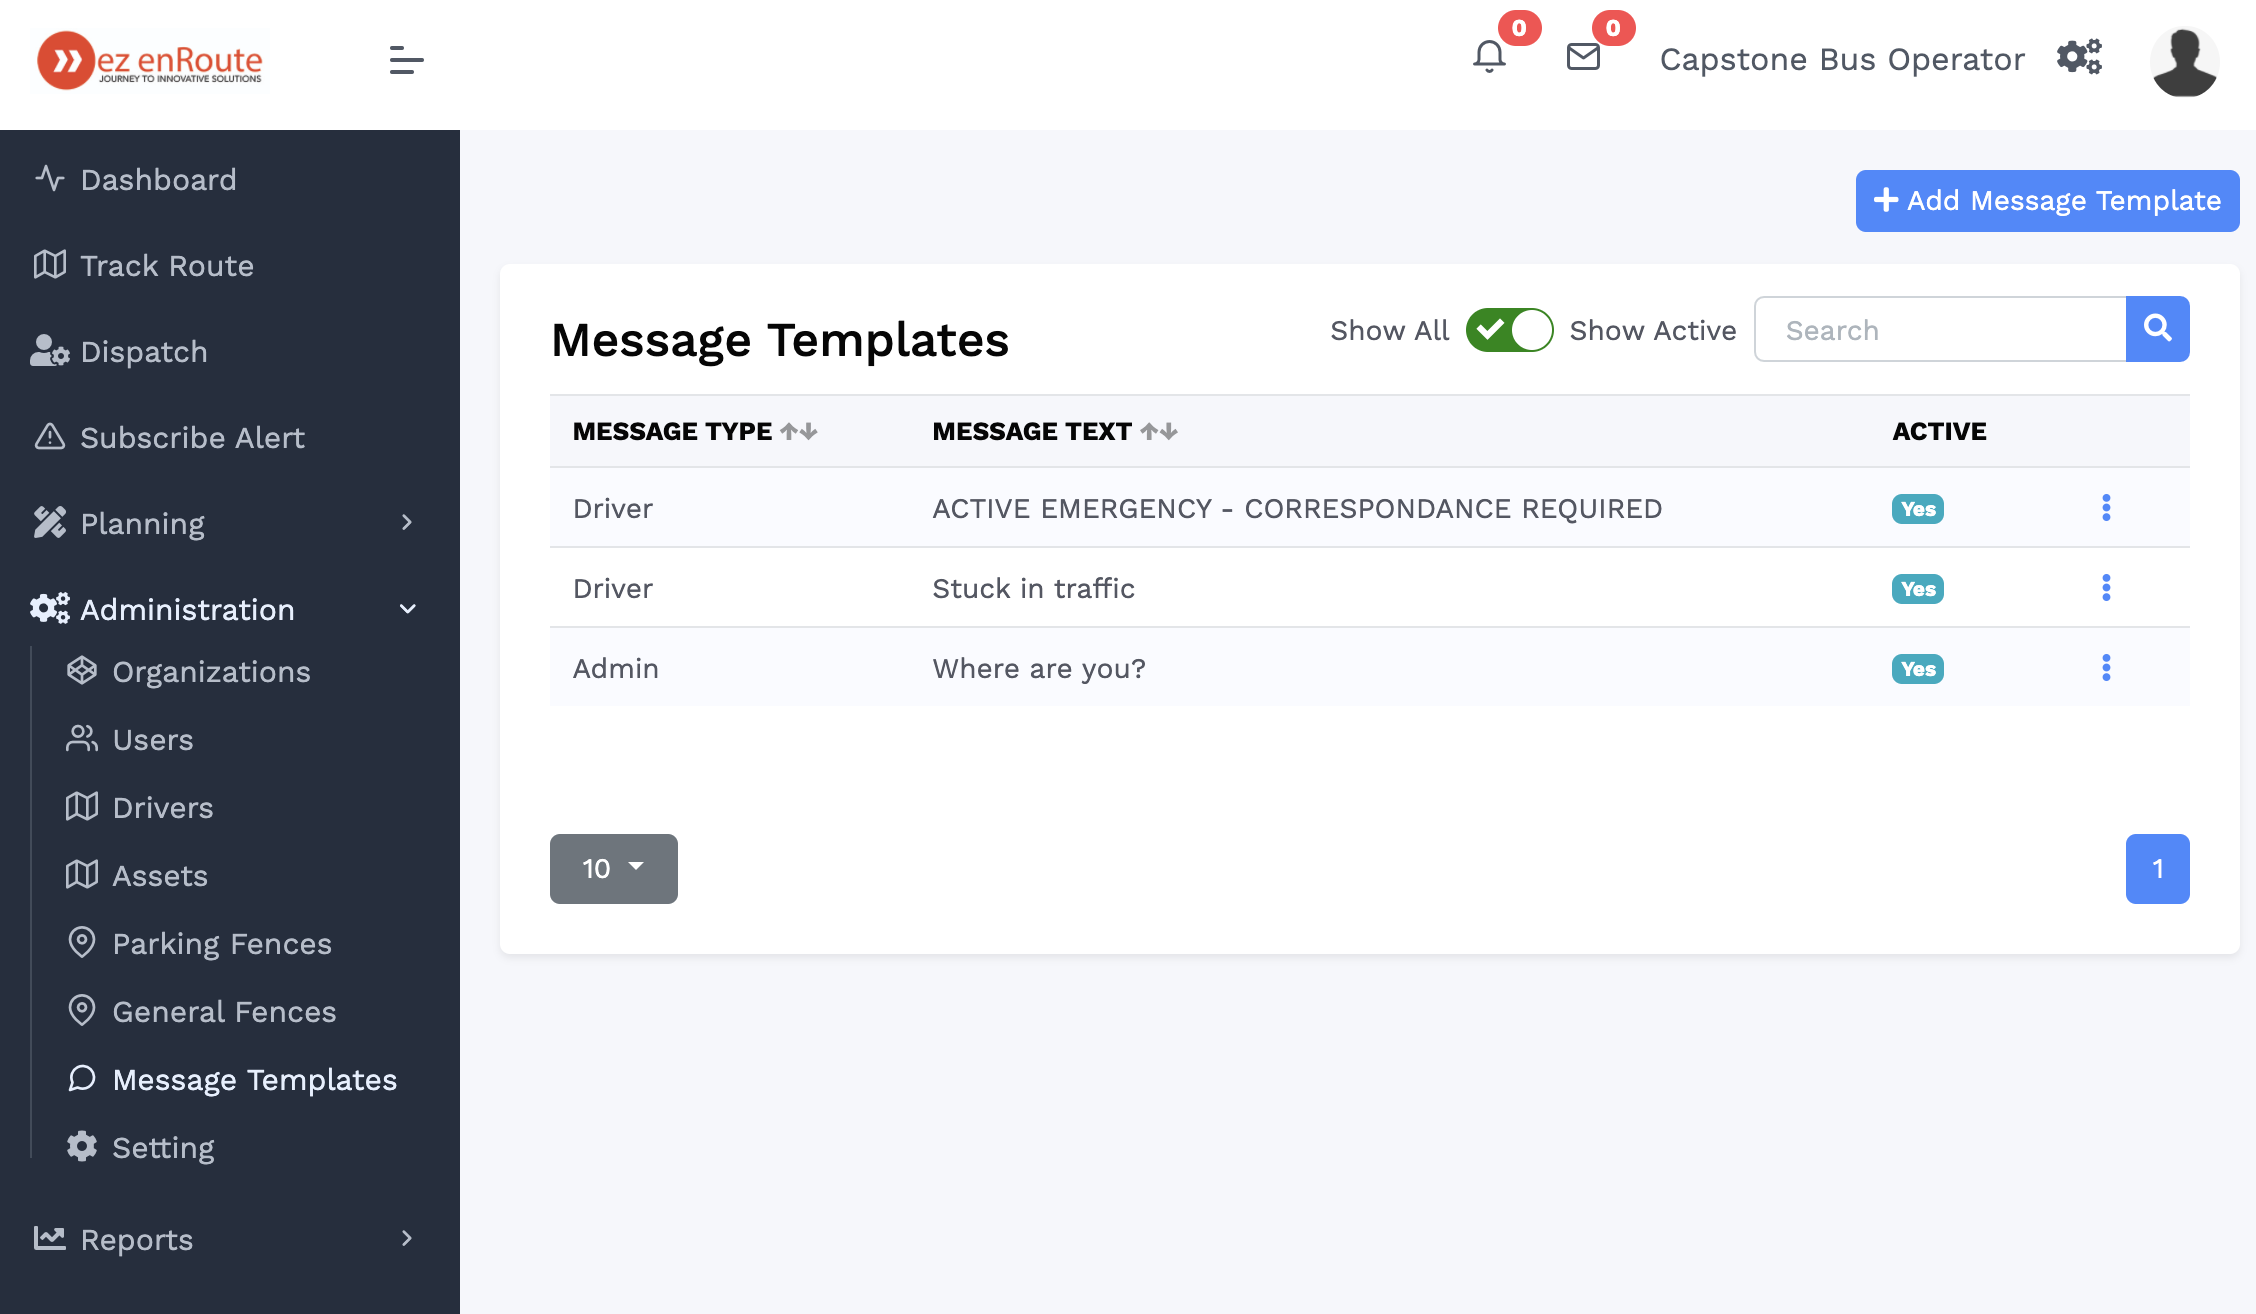 ez enRoute
JOURNEY TO INNOVATIVE SOLUTIONS
0
0
Capstone Bus Operator
Dashboard
Track Route
Dispatch
Subscribe Alert
Planning
Administration
Organizations
Users
Drivers
Assets
Parking Fences
General Fences
Message Templates
Setting
Reports
Add Message Template
Message Templates
Show All
Show Active
Search
MESSAGE TYPE
MESSAGE TEXT
ACTIVE
Driver
ACTIVE EMERGENCY - CORRESPONDANCE REQUIRED
Yes
Driver
Stuck in traffic
Yes
Admin
Where are you?
Yes
10
1